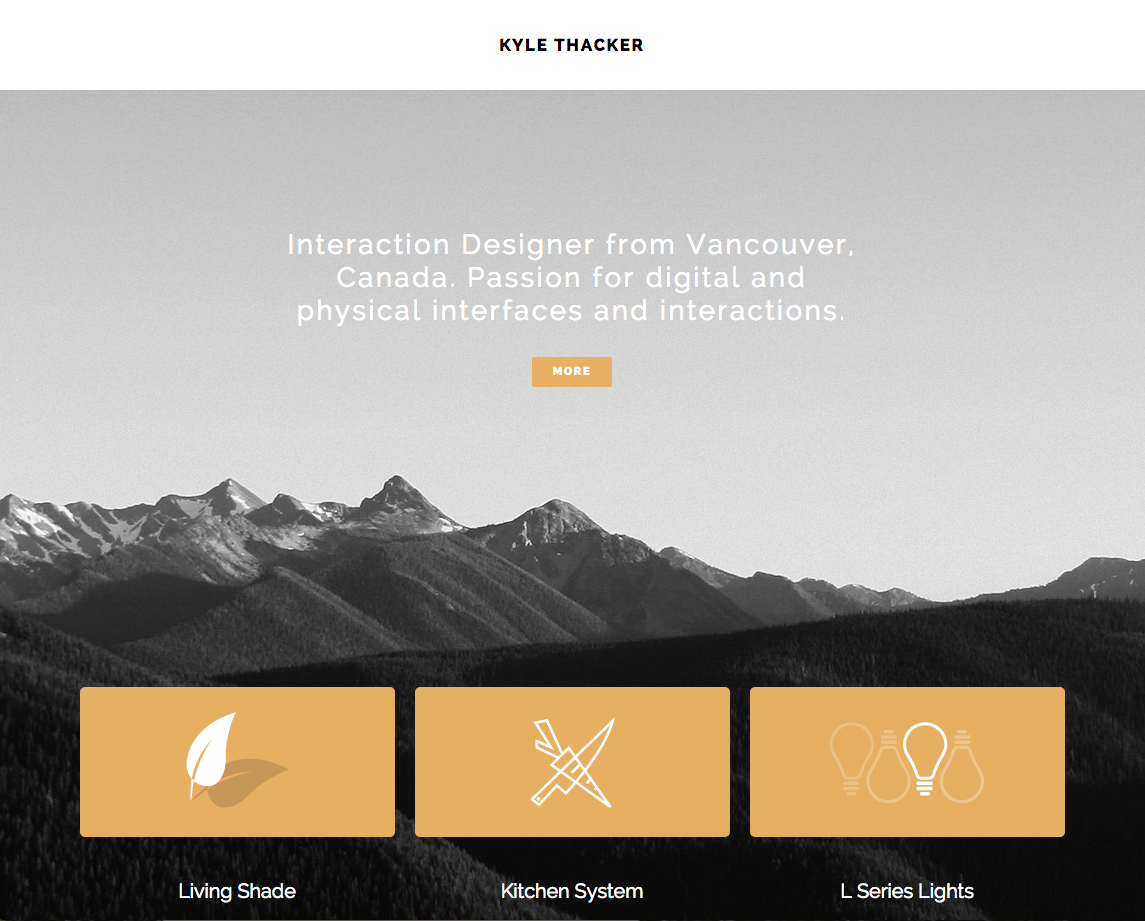 KYLE THACKER
Interaction Designer from Vancouver,
Canada. Passion for digital and
physical interfaces and interactions.
MORE
Living Shade
Kitchen System
L Series Lights